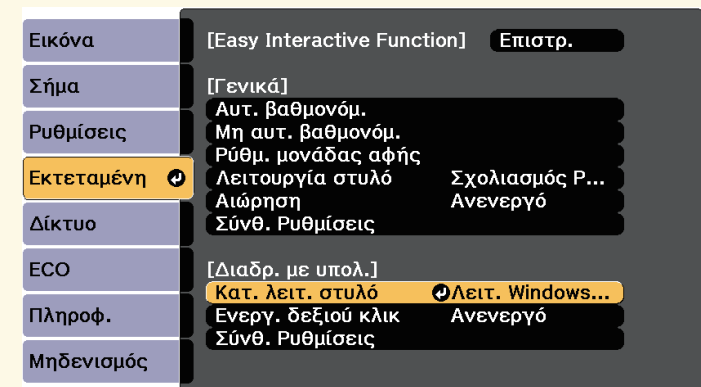 Εικόνα
Σήμα
Ρυθμίσεις
Εκτεταμένη
Δίκτυο
ECO
Πληροφ.
Μηδενισμός
[Easy Interactive Function] Επιστρ.
[Γενικά]
Αυτ. βαθμονόμ.
Μη αυτ. βαθμονόμ.
Ρύθμ. μονάδας αφής
Λειτουργία στυλό Σχολιασμός P...
Αιώρηση Ανενεργό
Σύνθ. Ρυθμίσεις
[Διαδρ. με υπολ.]
Κατ. λειτ. στυλό Λειτ. Windows...
Ενεργ. δεξιού κλικ Ανενεργό
Σύνθ. Ρυθμίσεις